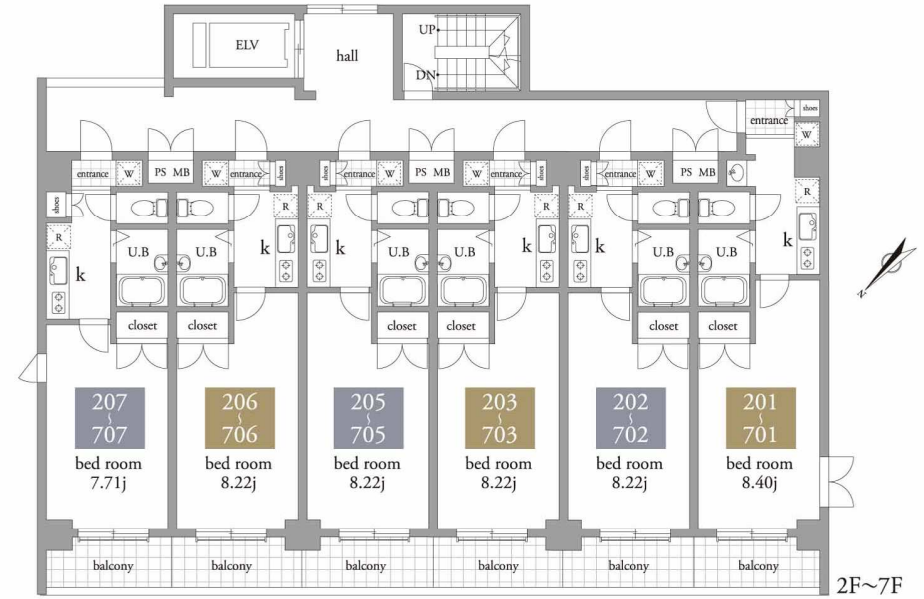 UP
ELV
hall
DN
shoes
entrance
W
entrance W PS MB W entrance shoes
shoes entrance W PS MB W entrance shoes
shoes entrance W PS MB
shoes
R
R
R
R
R
R
k
k
k
k
k
k
U.B
U.B
U.B
U.B
U.B
U.B
N
closet
closet
closet
closet
closet
closet
207
〜
707
bed room
7.71j
206
〜
706
bed room
8.22j
205
〜
705
bed room
8.22j
203
〜
703
bed room
8.22j
202
〜
702
bed room
8.22j
201
〜
701
bed room
8.40j
balcony
balcony
balcony
balcony
balcony
balcony
2F〜7F